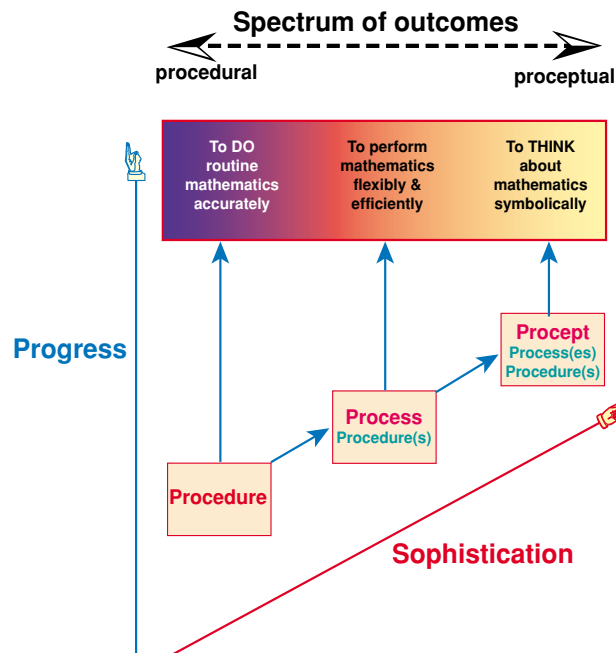 Spectrum of outcomes
procedural
proceptual
To DO
routine
mathematics
accurately
To perform
mathematics
flexibly &
efficiently
To THINK
about
mathematics
symbolically
Progress
Procept
Process(es)
Procedure(s)
Process
Procedure(s)
Procedure
Sophistication